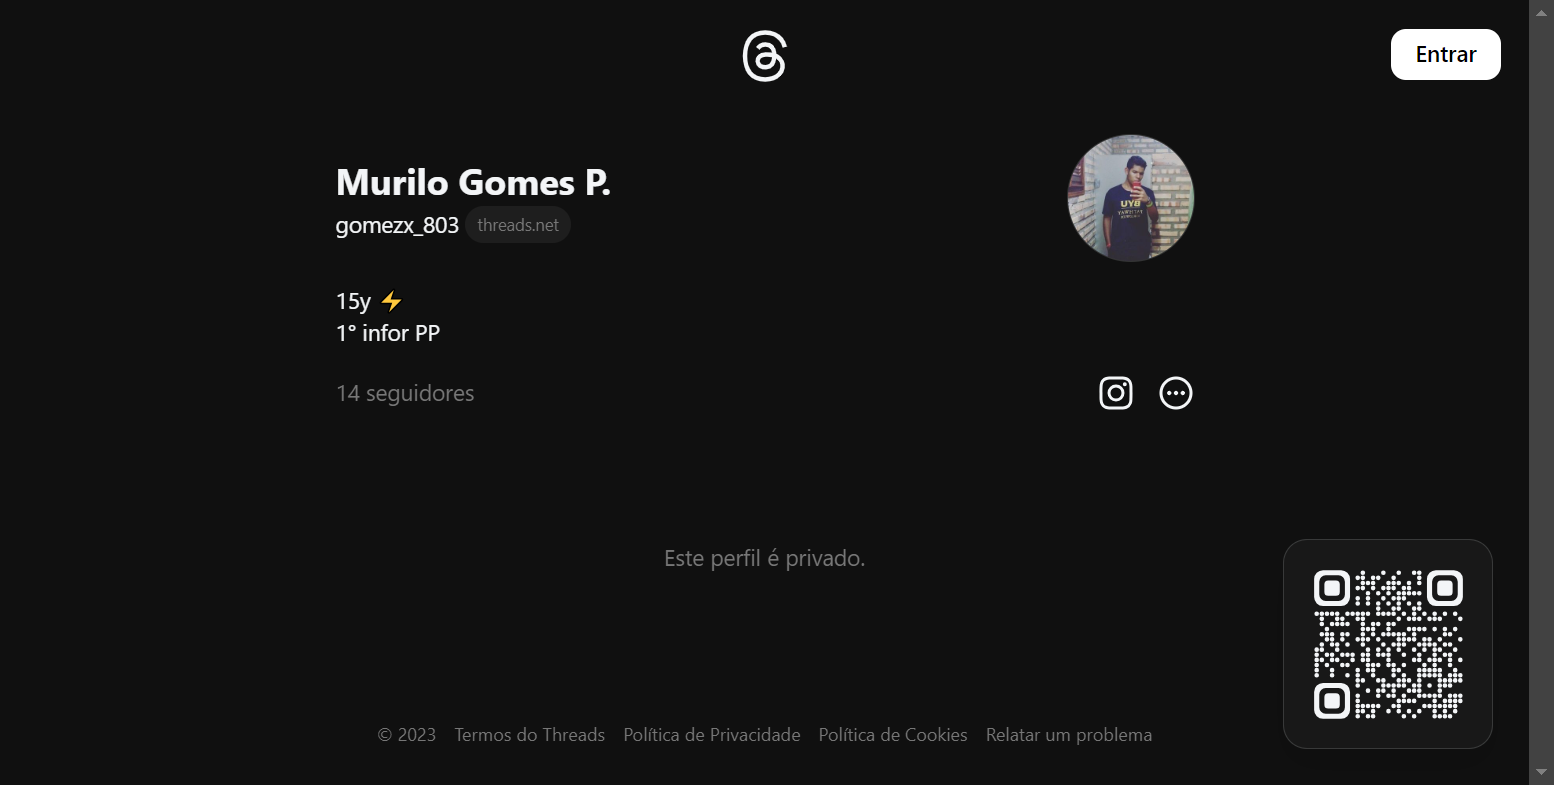 Entrar
Murilo Gomes P.
gomezx_803 threads.net
15y ⚡
1° infor PP
14 seguidores
Este perfil é privado.
© 2023 Termos do Threads Política de Privacidade Política de Cookies Relatar um problema